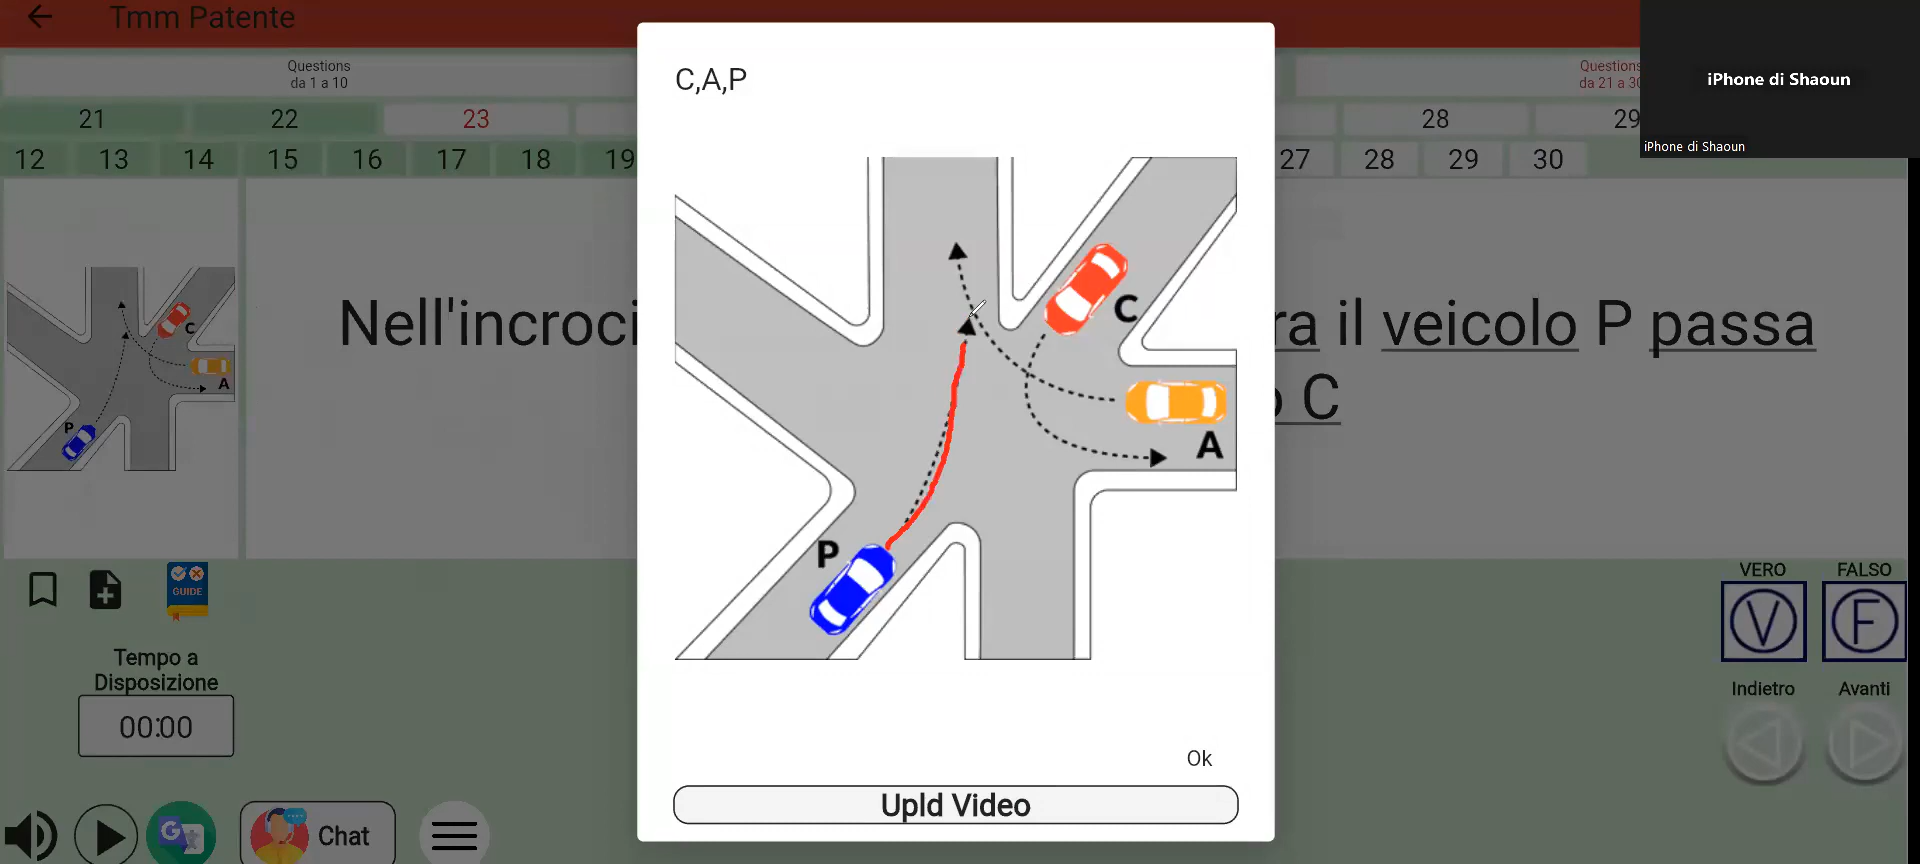 Tmm Patente
Questions
da 1 a 10
Questions
da 21 a 30
iPhone di Shaoun
iPhone di Shaoun
21 22 23 28 29
12 13 14 15 16 17 18 19 27 28 29 30
C,A,P
C
A
P
C
A
P
Nell'incroci il veicolo P passa
C
GUIDE
VERO FALSO
V F
Tempo a
Disposizione
00:00
Indietro Avanti
Ok
Upld Video
G
Chat